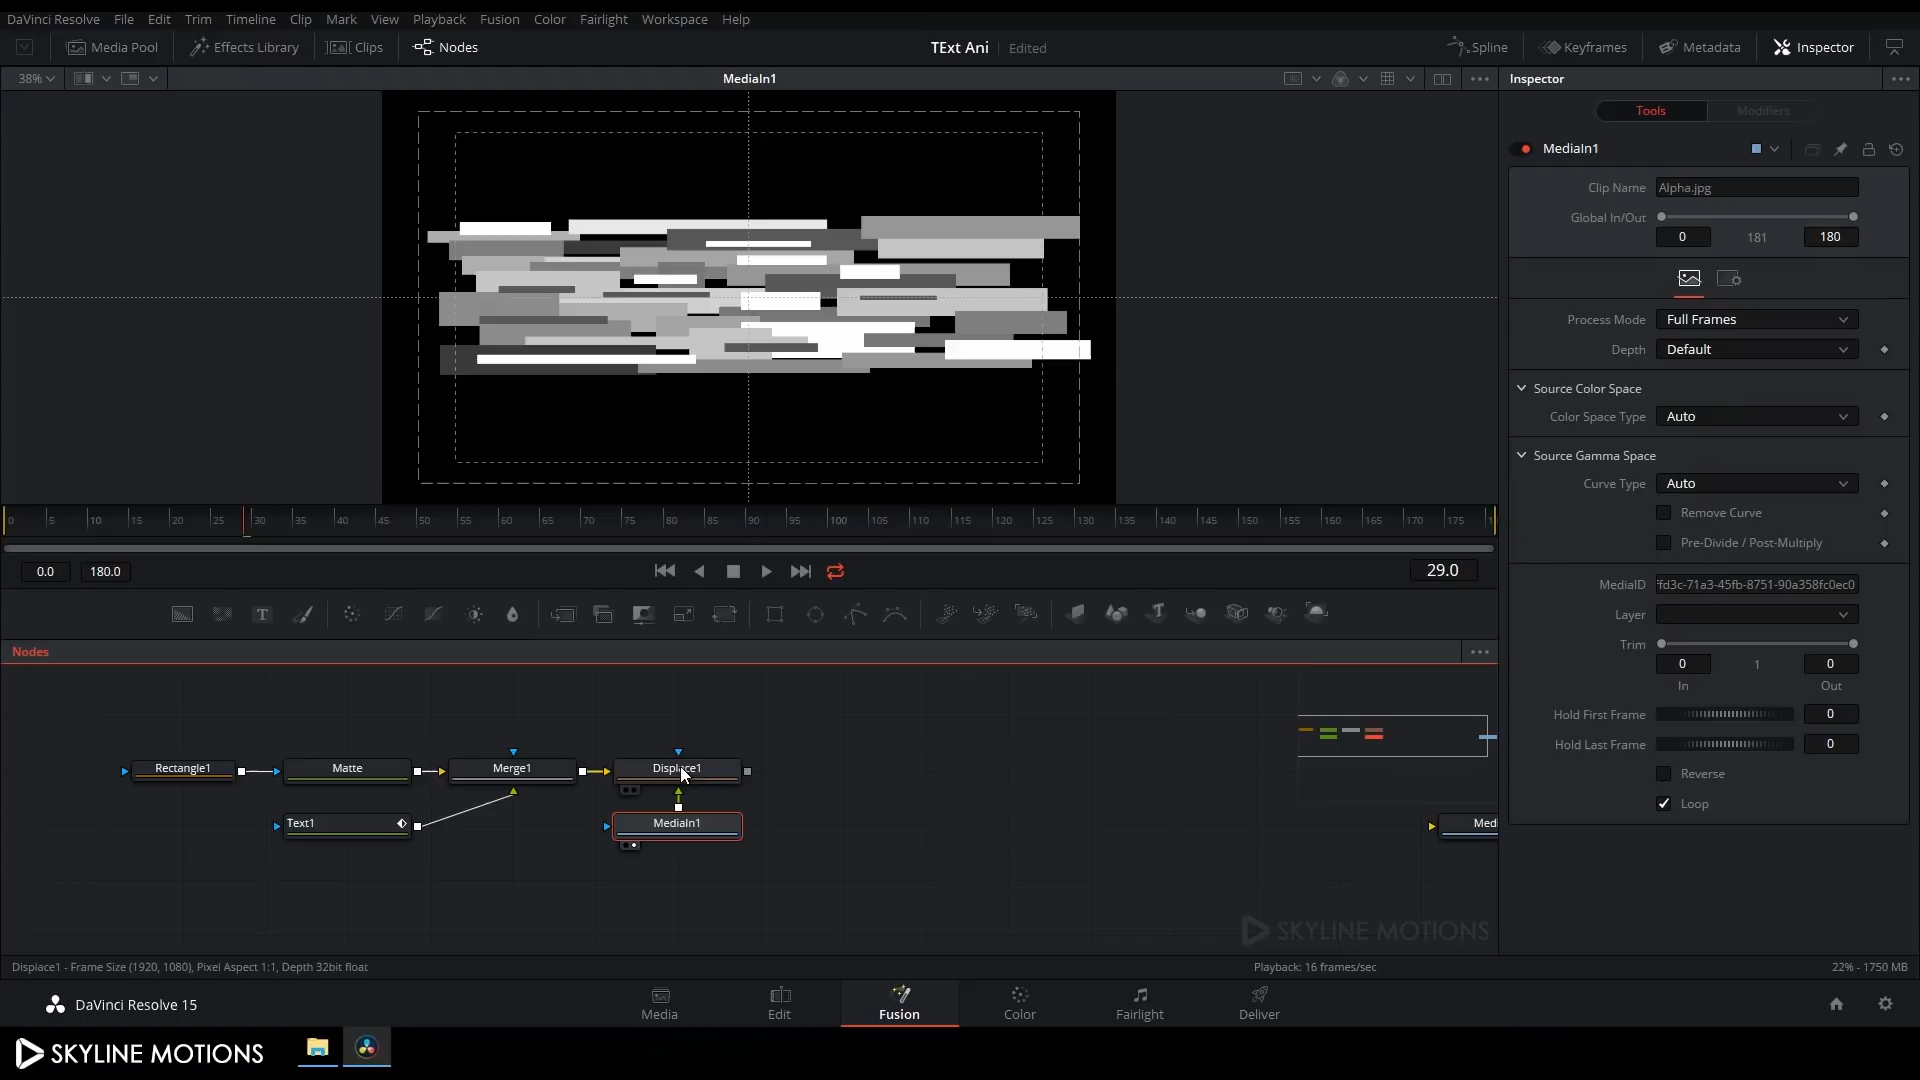 DaVinci Resolve File Edit Trim Timeline Clip Mark View Playback Fusion Color Fairlight Workspace Help
Media Pool Effects Library Clips Nodes TExt Ani Edited Spline Keyframes Metadata Inspector
38% MediaIn1 Inspector
Tools Modifiers
MediaIn1
Clip Name Alpha.jpg
Global In/Out
0 181 180
Process Mode Full Frames
Depth Default
Source Color Space
Color Space Type Auto
Source Gamma Space
Curve Type Auto
Remove Curve
Pre-Divide / Post-Multiply
MediaID fd3c-71a3-45fb-8751-90a358fc0ec0
Layer
Trim
0 1 0
In Out
Hold First Frame 0
Hold Last Frame 0
Reverse
Loop
0 5 10 15 20 25 30 35 40 45 50 55 60 65 70 75 80 85 90 95 100 105 110 115 120 125 130 135 140 145 150 155 160 165 170 175
0.0 180.0 29.0
Nodes
Rectangle1 Matte Merge1 Displace1
Text1 MediaIn1 Medi
SKYLINE MOTIONS
Displace1 - Frame Size (1920, 1080), Pixel Aspect 1:1, Depth 32bit float Playback: 16 frames/sec 22% - 1750 MB
DaVinci Resolve 15 Media Edit Fusion Color Fairlight Deliver
SKYLINE MOTIONS